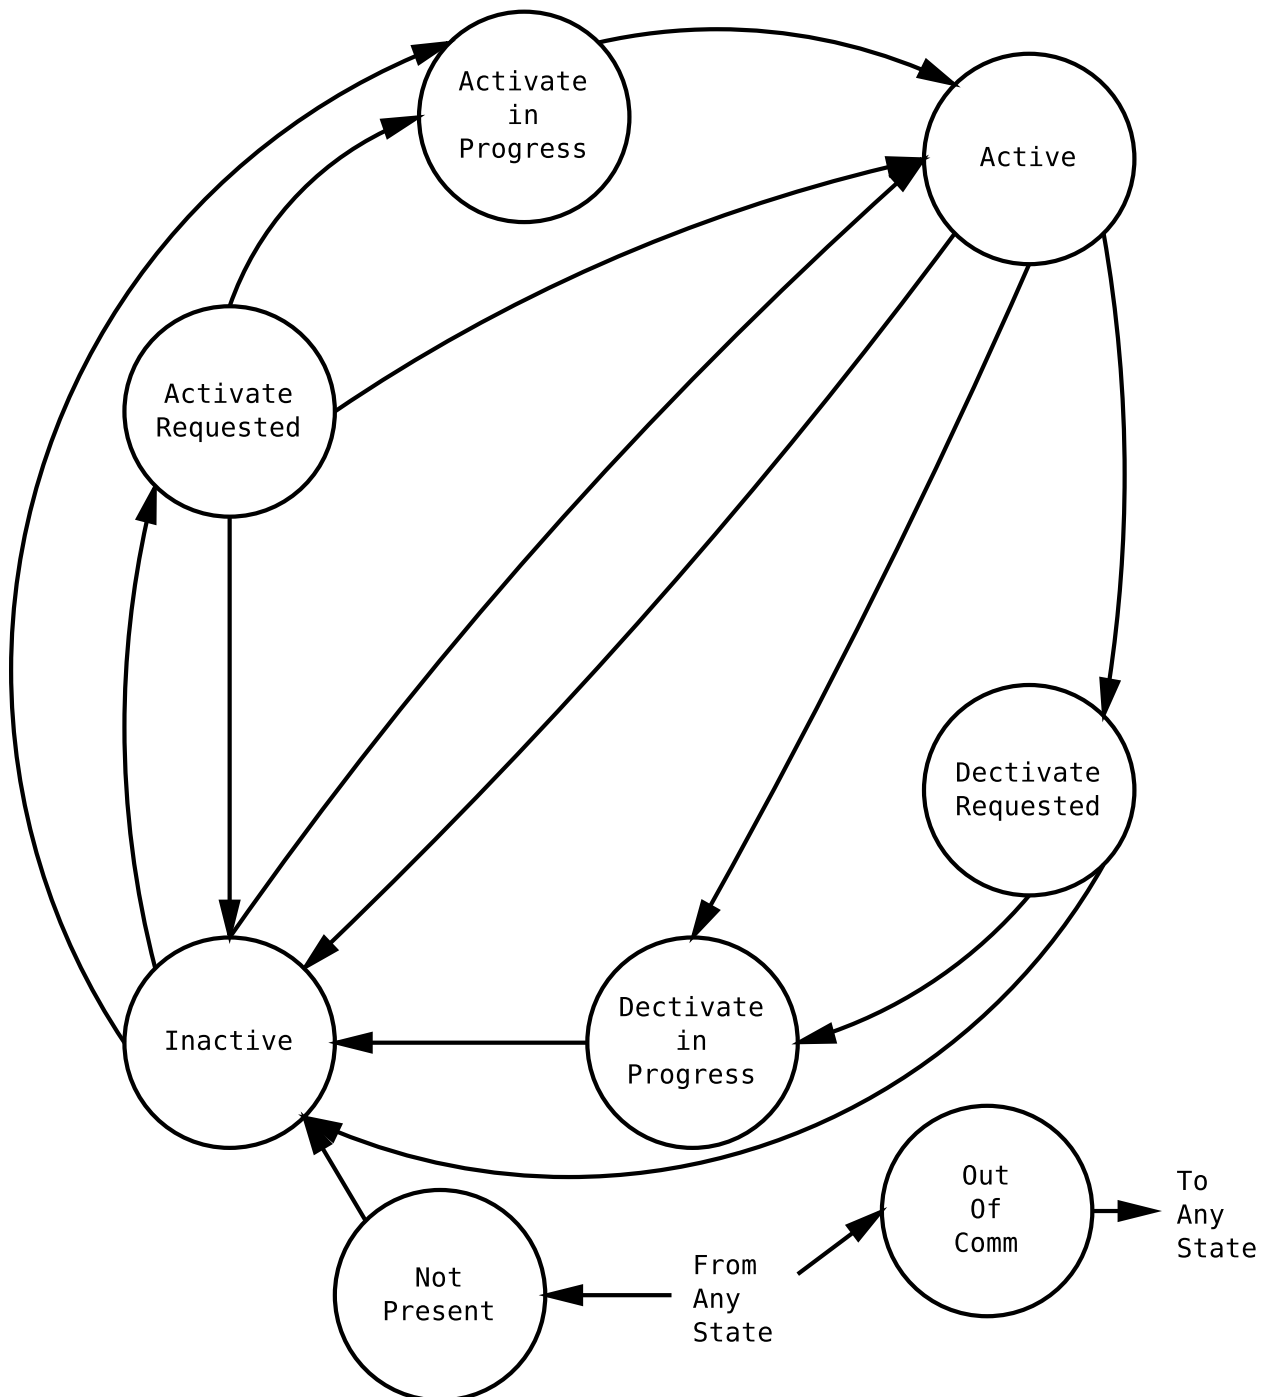 Activate
in
Progress
Active
Activate
Requested
Dectivate
Requested
Inactive
Dectivate
in
Progress
Out
Of
Comm
To
Any
State
Not
Present
From
Any
State